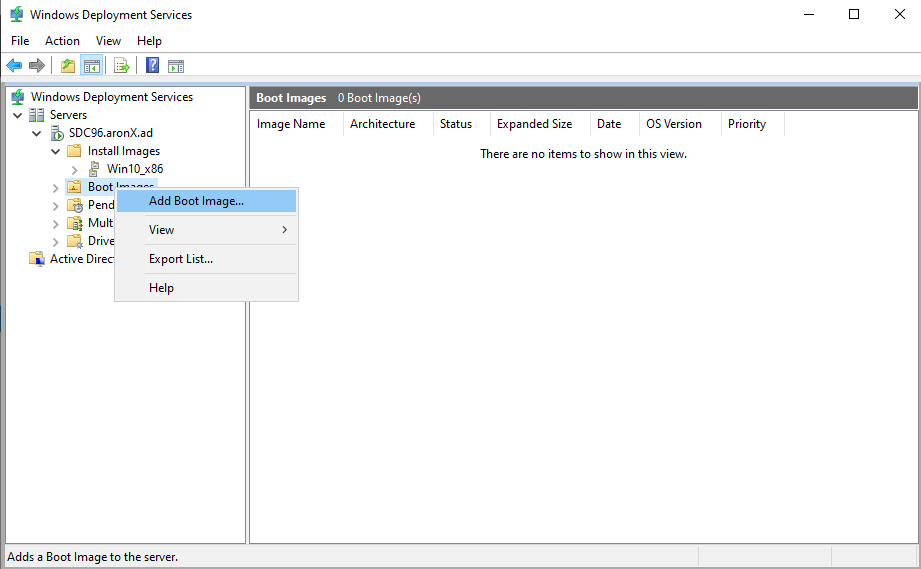 Windows Deployment Services
File Action View Help
Windows Deployment Services
Servers
SDC96.aronX.ad
Install Images
Win10_x86
Boot Images
Pend
Multi
Drive
Active Direc
Add Boot Image...
View
Export List...
Help
Boot Images 0 Boot Image(s)
Image Name Architecture Status Expanded Size Date OS Version Priority
There are no items to show in this view.
Adds a Boot Image to the server.